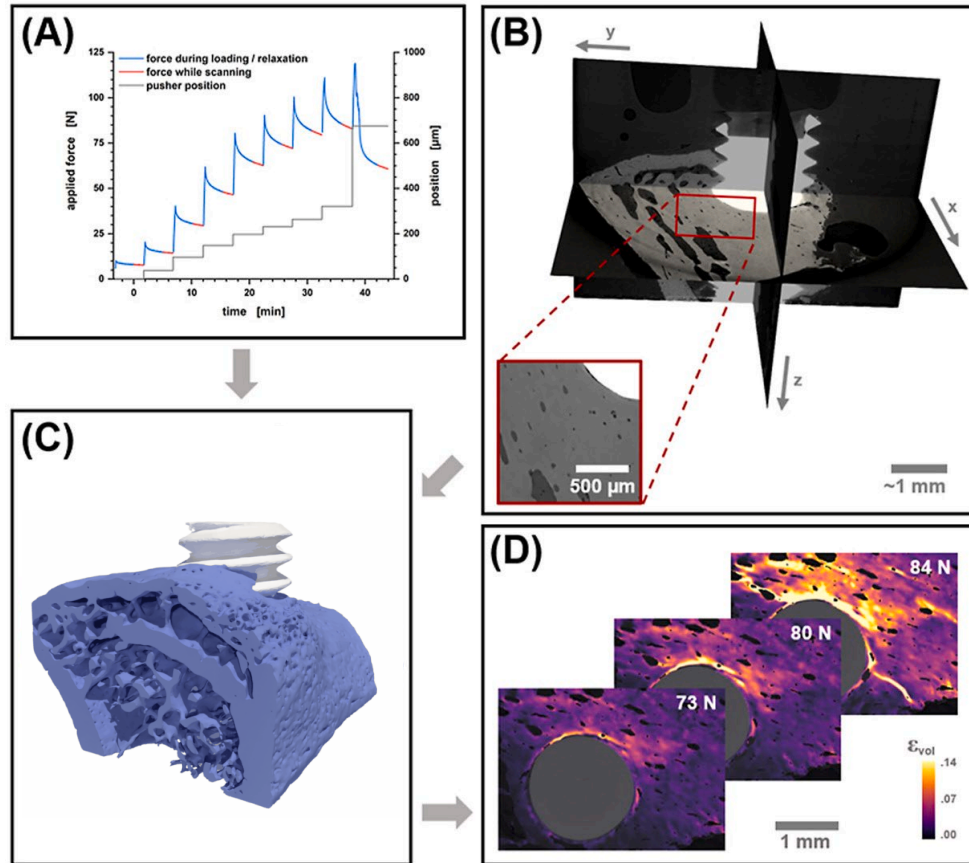 (A)
force during loading / relaxation
force while scanning
pusher position
125
100
75
50
25
0
applied force [N]
1000
800
600
400
200
0
position [µm]
0
10
20
30
40
time [min]
(B)
y
x
z
500 µm
~1 mm
(C)
(D)
84 N
80 N
73 N
εvol
.14
.07
.00
1 mm